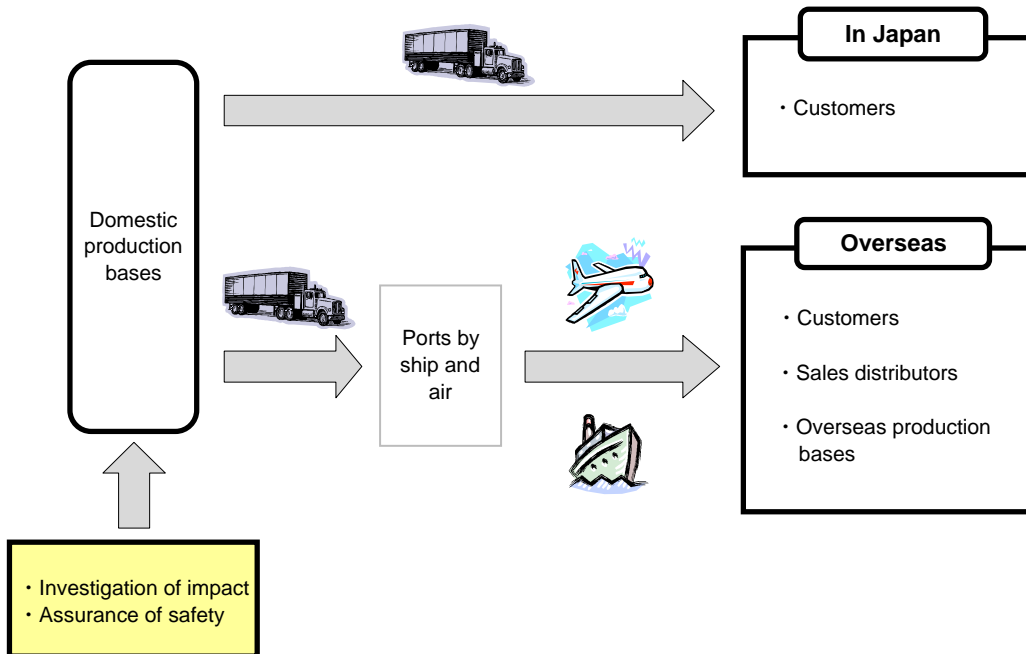 In Japan
・Customers
Domestic
production
bases
Ports by
ship and
air
Overseas
・Customers
・Sales distributors
・Overseas production
bases
・Investigation of impact
・Assurance of safety